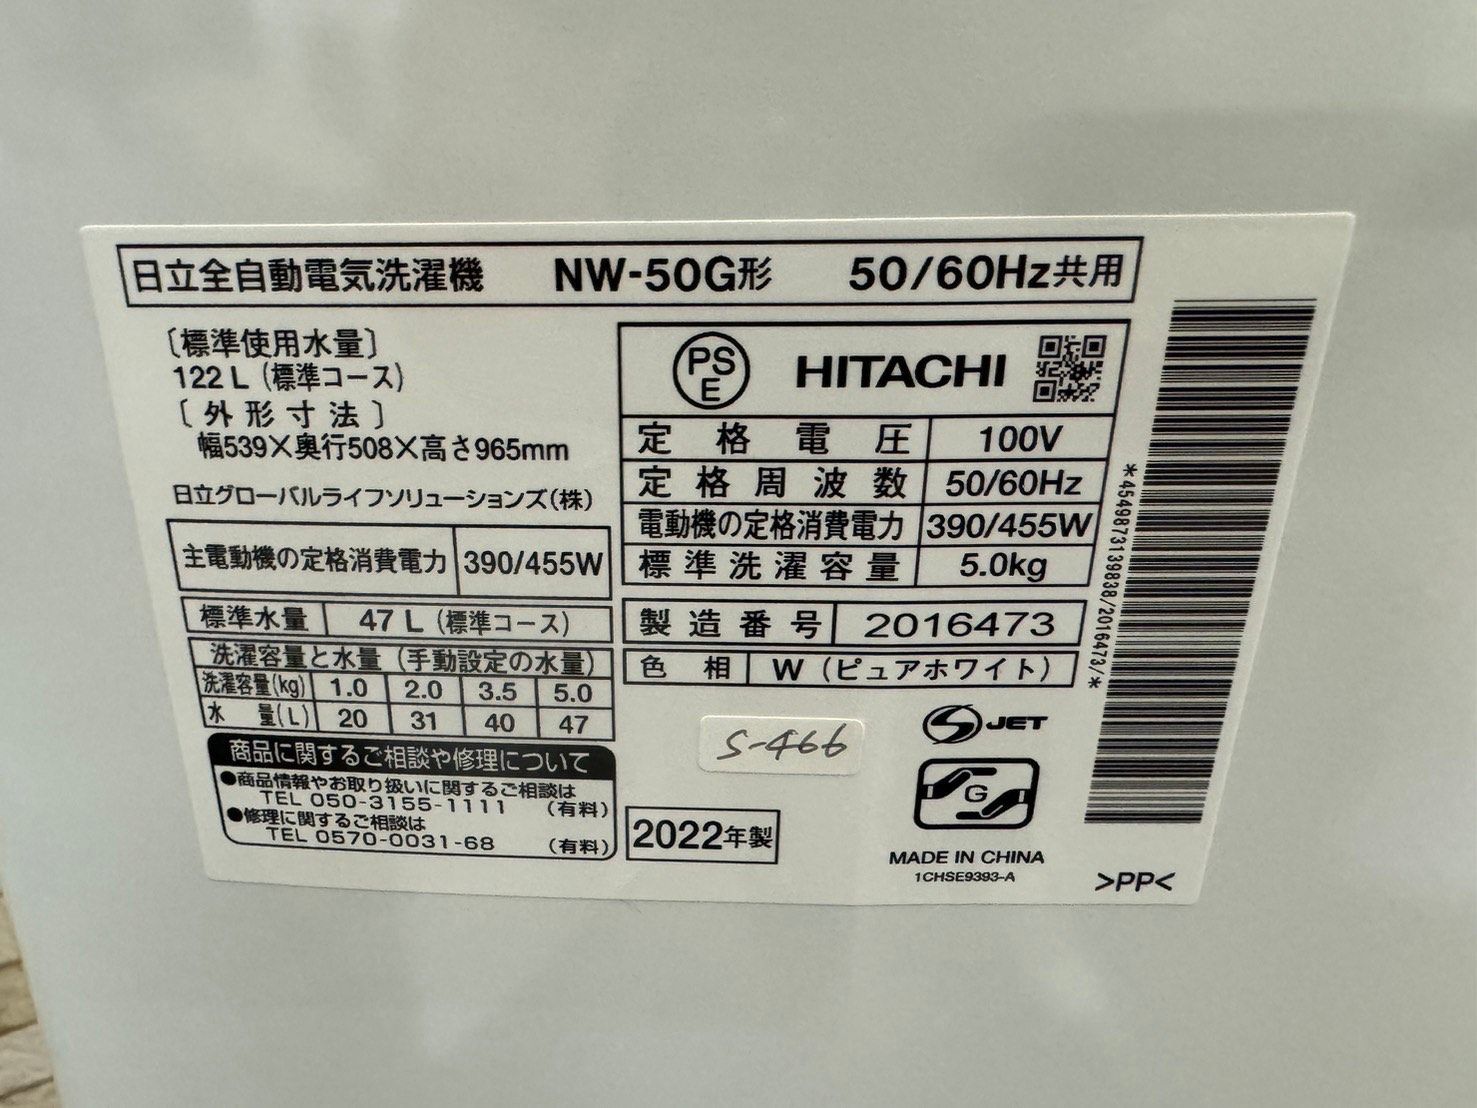 日立全自動電気洗濯機 NW-50G形 50/60Hz共用
〔標準使用水量〕
122 L (標準コース)
〔外形寸法〕
幅539×奥行508×高さ965mm
日立グローバルライフソリューションズ(株)
主電動機の定格消費電力 390/455W
標準水量 47 L (標準コース)
洗濯容量と水量 (手動設定の水量)
洗濯容量(kg) 1.0 2.0 3.5 5.0
水量(L) 20 31 40 47
商品に関するご相談や修理について
●商品情報やお取り扱いに関するご相談は
TEL 050-3155-1111 (有料)
●修理に関するご相談は
TEL 0570-0031-68 (有料)
PS
E
HITACHI
定格電圧 100V
定格周波数 50/60Hz
電動機の定格消費電力 390/455W
標準洗濯容量 5.0kg
製造番号 2016473
色相 W (ピュアホワイト)
S-466
2022年製
S JET
G
MADE IN CHINA
1CHSE9393-A
*4549873139838/2016473/*
>PP<